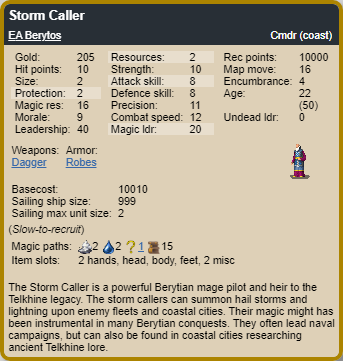 Storm Caller
EA Berytos Cmdr (coast)
Gold: 205 Resources: 2 Rec points: 10000
Hit points: 10 Strength: 10 Map move: 16
Size: 2 Attack skill: 8 Encumbrance: 4
Protection: 2 Defence skill: 8 Age: 22
Magic res: 16 Precision: 11 (50)
Morale: 9 Combat speed: 12 Undead ldr: 0
Leadership: 40 Magic ldr: 20
Weapons: Armor:
Dagger Robes
Basecost: 10010
Sailing ship size: 999
Sailing max unit size: 2
(Slow-to-recruit)
Magic paths: 2 2 ?1 15
Item slots: 2 hands, head, body, feet, 2 misc
The Storm Caller is a powerful Berytian mage pilot and heir to the
Telkhine legacy. The storm callers can summon hail storms and
lightning upon enemy fleets and coastal cities. Their magic might has
been instrumental in many Berytian conquests. They often lead naval
campaigns, but can also be found in coastal cities researching
ancient Telkhine lore.